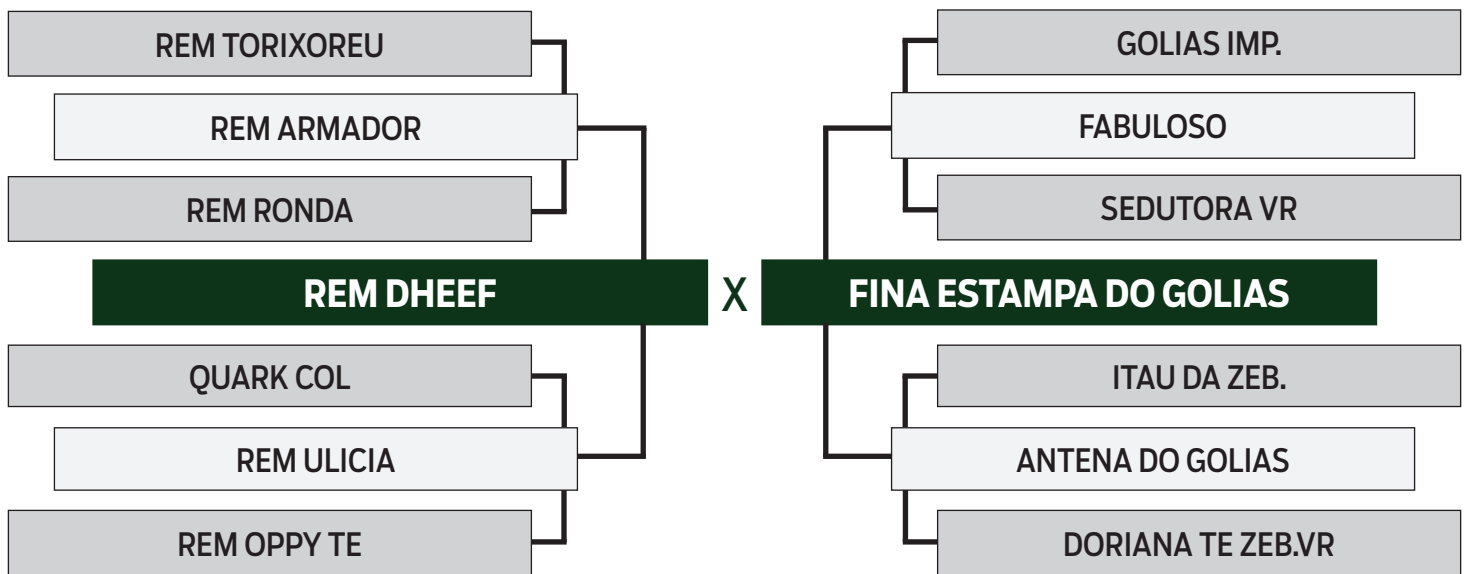 REM TORIXOREU
REM ARMADOR
REM RONDA
REM DHEEF
QUARK COL
REM ULICIA
REM OPPY TE
X
GOLIAS IMP.
FABULOSO
SEDUTORA VR
FINA ESTAMPA DO GOLIAS
ITAU DA ZEB.
ANTENA DO GOLIAS
DORIANA TE ZEB.VR